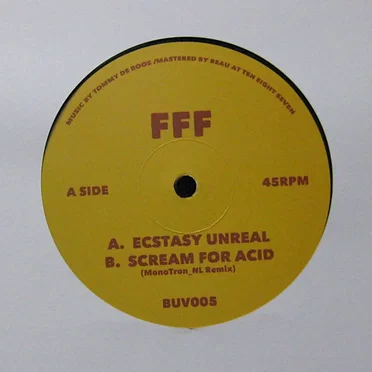 MUSIC BY TOMMY DE ROOS /MASTERED BY BEAU AT TEN EIGHT SEVEN
FFF
A SIDE 45RPM
A. ECSTASY UNREAL
B. SCREAM FOR ACID
(MonoTron_NL Remix)
BUV005